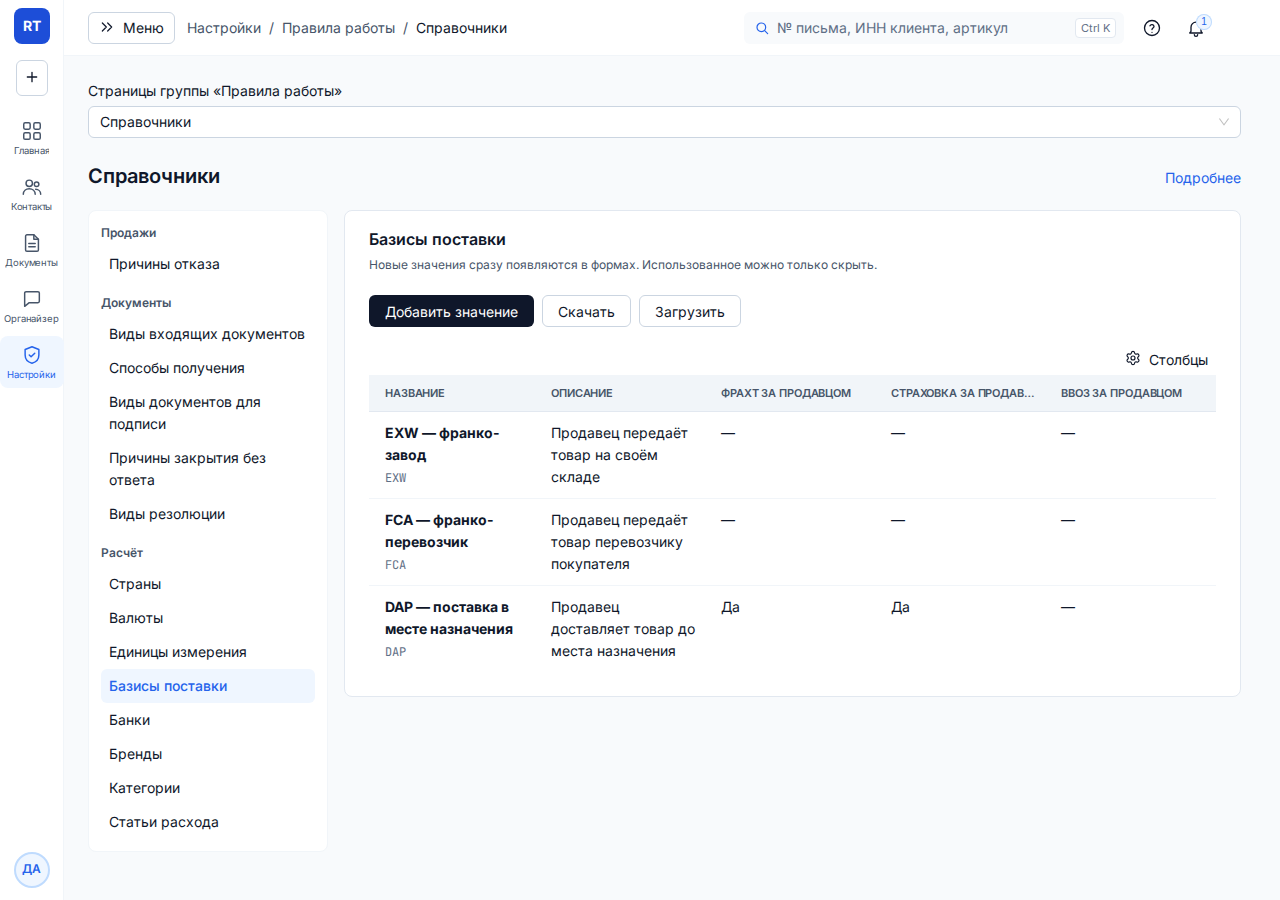 RT
Меню
Настройки / Правила работы / Справочники
№ письма, ИНН клиента, артикул
Ctrl K
1
Главная
Контакты
Документы
Органайзер
Настройки
ДА
Страницы группы «Правила работы»
Справочники
Справочники
Подробнее
Продажи
Причины отказа
Документы
Виды входящих документов
Способы получения
Виды документов для
подписи
Причины закрытия без
ответа
Виды резолюции
Расчёт
Страны
Валюты
Единицы измерения
Базисы поставки
Банки
Бренды
Категории
Статьи расхода
Базисы поставки
Новые значения сразу появляются в формах. Использованное можно только скрыть.
Добавить значение
Скачать
Загрузить
Столбцы
НАЗВАНИЕ ОПИСАНИЕ ФРАХТ ЗА ПРОДАВЦОМ СТРАХОВКА ЗА ПРОДАВ... ВВОЗ ЗА ПРОДАВЦОМ
EXW — франко-
завод
EXW
Продавец передаёт
товар на своём
складе
— — —
FCA — франко-
перевозчик
FCA
Продавец передаёт
товар перевозчику
покупателя
— — —
DAP — поставка в
месте назначения
DAP
Продавец
доставляет товар до
места назначения
Да Да —